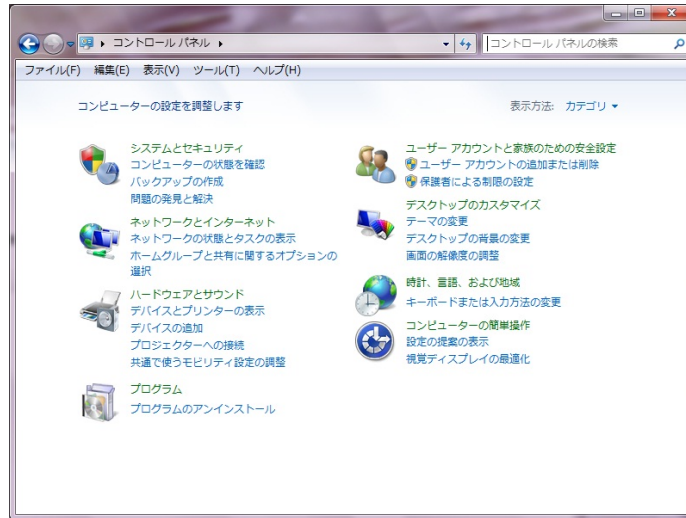 コントロール パネル
コントロール パネルの検索
ファイル(F) 編集(E) 表示(V) ツール(T) ヘルプ(H)
コンピューターの設定を調整します
表示方法: カテゴリ
システムとセキュリティ
コンピューターの状態を確認
バックアップの作成
問題の発見と解決
ネットワークとインターネット
ネットワークの状態とタスクの表示
ホームグループと共有に関するオプションの
選択
ハードウェアとサウンド
デバイスとプリンターの表示
デバイスの追加
プロジェクターへの接続
共通で使うモビリティ設定の調整
プログラム
プログラムのアンインストール
ユーザー アカウントと家族のための安全設定
ユーザー アカウントの追加または削除
保護者による制限の設定
デスクトップのカスタマイズ
テーマの変更
デスクトップの背景の変更
画面の解像度の調整
時計、言語、および地域
キーボードまたは入力方法の変更
コンピューターの簡単操作
設定の提案の表示
視覚ディスプレイの最適化